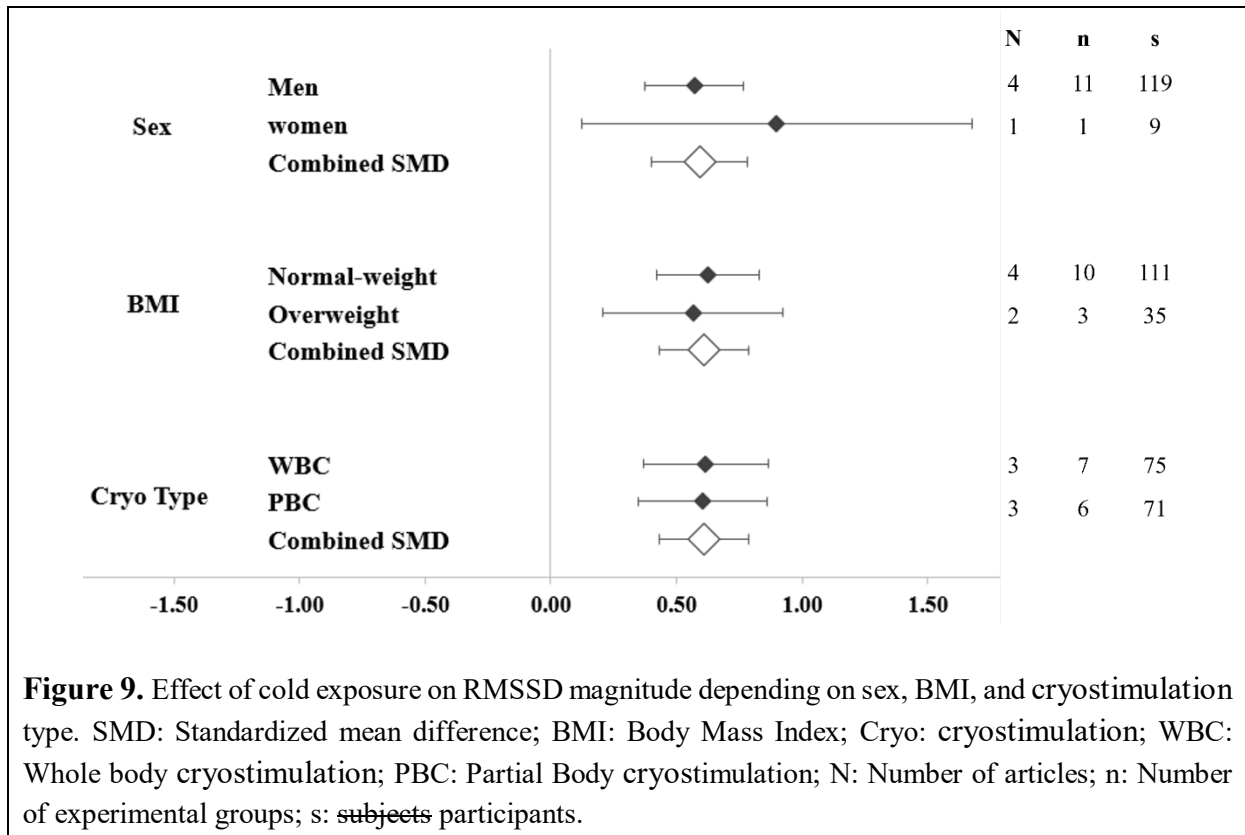 N n s
Men 4 11 119
Sex women 1 1 9
Combined SMD
Normal-weight 4 10 111
BMI Overweight 2 3 35
Combined SMD
WBC 3 7 75
Cryo Type PBC 3 6 71
Combined SMD
-1.50 -1.00 -0.50 0.00 0.50 1.00 1.50
Figure 9. Effect of cold exposure on RMSSD magnitude depending on sex, BMI, and cryostimulation
type. SMD: Standardized mean difference; BMI: Body Mass Index; Cryo: cryostimulation; WBC:
Whole body cryostimulation; PBC: Partial Body cryostimulation; N: Number of articles; n: Number
of experimental groups; s: subjects participants.